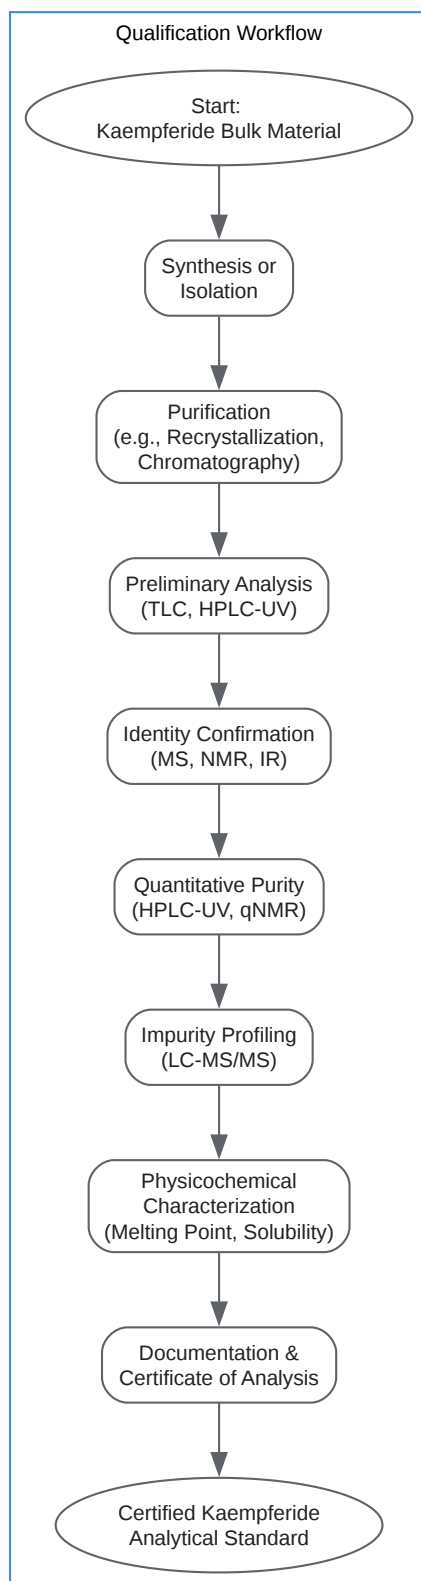 Qualification Workflow
Start:
Kaempferide Bulk Material
Synthesis or
Isolation
Purification
(e.g., Recrystallization,
Chromatography)
Preliminary Analysis
(TLC, HPLC-UV)
Identity Confirmation
(MS, NMR, IR)
Quantitative Purity
(HPLC-UV, qNMR)
Impurity Profiling
(LC-MS/MS)
Physicochemical
Characterization
(Melting Point, Solubility)
Documentation &
Certificate of Analysis
Certified Kaempferide
Analytical Standard